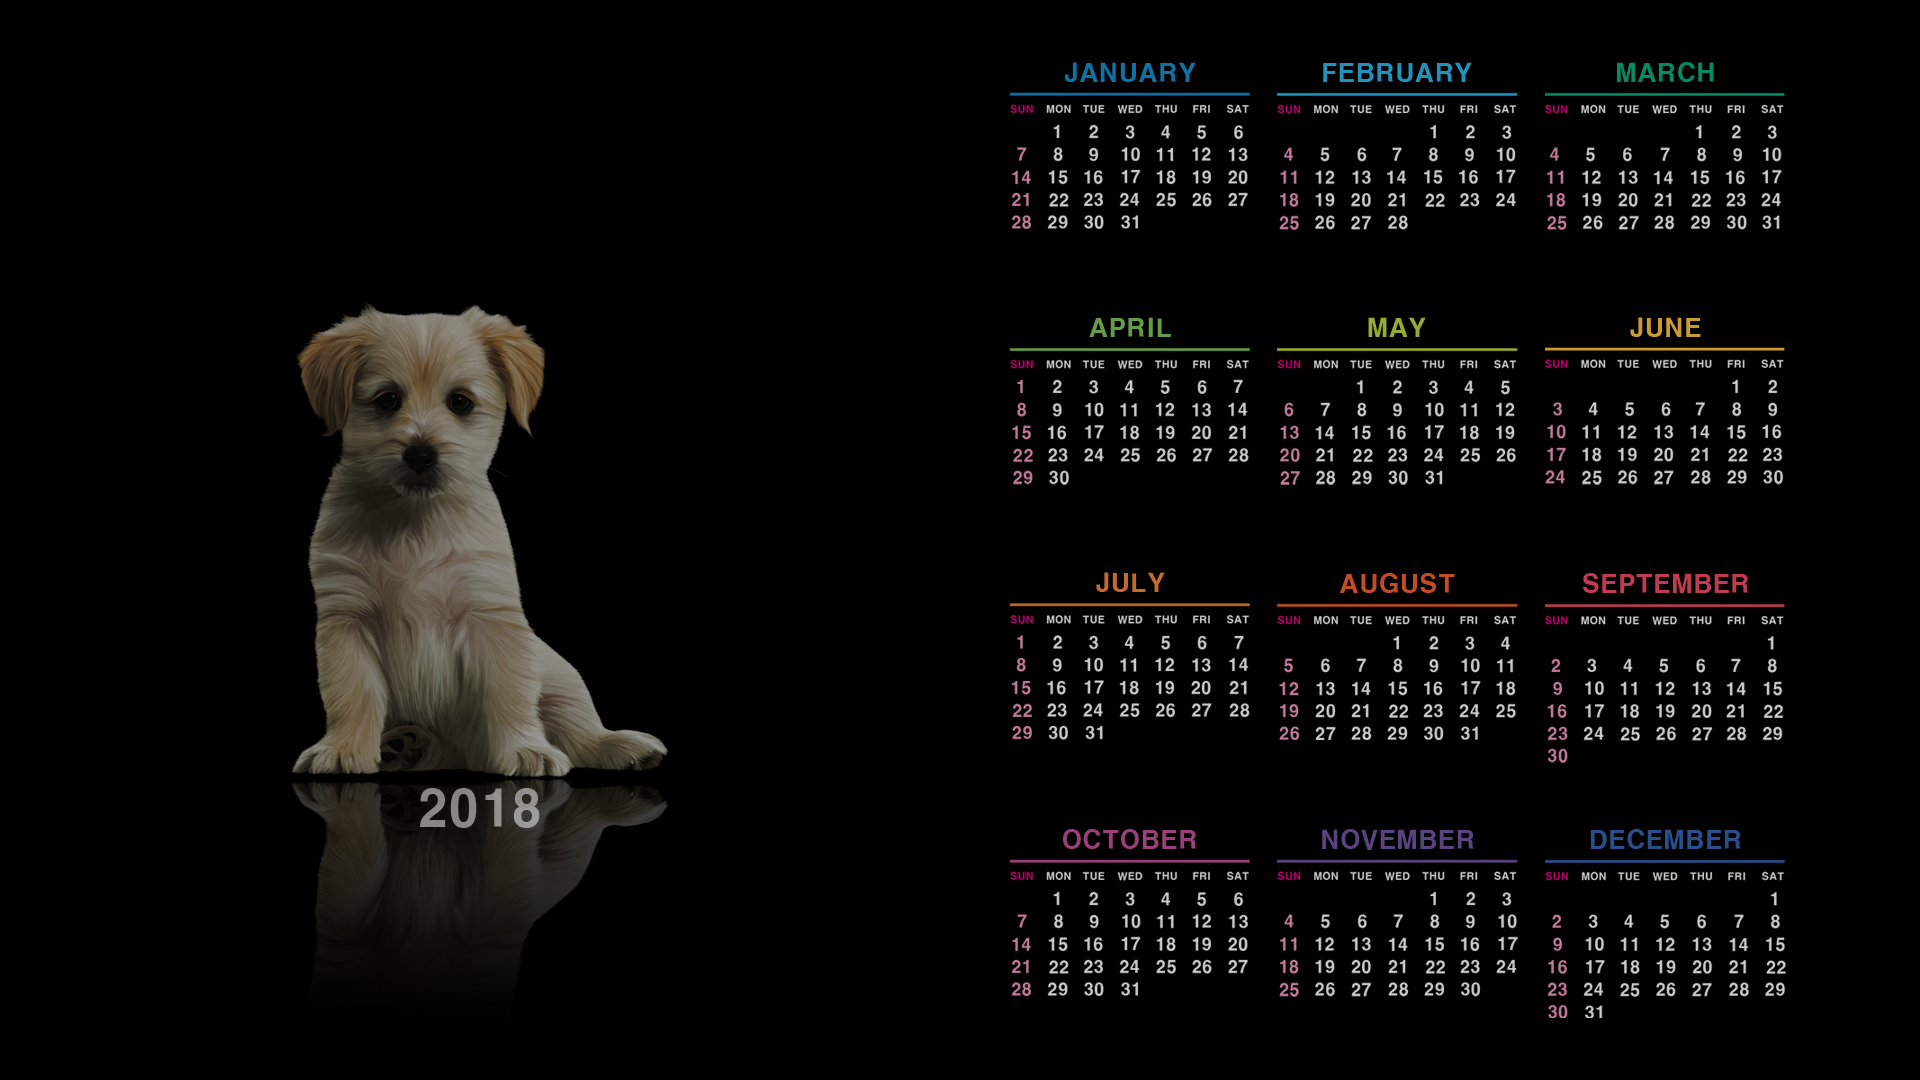 JANUARY
SUN MON TUE WED THU FRI SAT
1 2 3 4 5 6
7 8 9 10 11 12 13
14 15 16 17 18 19 20
21 22 23 24 25 26 27
28 29 30 31
FEBRUARY
SUN MON TUE WED THU FRI SAT
1 2 3
4 5 6 7 8 9 10
11 12 13 14 15 16 17
18 19 20 21 22 23 24
25 26 27 28
MARCH
SUN MON TUE WED THU FRI SAT
1 2 3
4 5 6 7 8 9 10
11 12 13 14 15 16 17
18 19 20 21 22 23 24
25 26 27 28 29 30 31
APRIL
SUN MON TUE WED THU FRI SAT
1 2 3 4 5 6 7
8 9 10 11 12 13 14
15 16 17 18 19 20 21
22 23 24 25 26 27 28
29 30
MAY
SUN MON TUE WED THU FRI SAT
1 2 3 4 5
6 7 8 9 10 11 12
13 14 15 16 17 18 19
20 21 22 23 24 25 26
27 28 29 30 31
JUNE
SUN MON TUE WED THU FRI SAT
1 2
3 4 5 6 7 8 9
10 11 12 13 14 15 16
17 18 19 20 21 22 23
24 25 26 27 28 29 30
JULY
SUN MON TUE WED THU FRI SAT
1 2 3 4 5 6 7
8 9 10 11 12 13 14
15 16 17 18 19 20 21
22 23 24 25 26 27 28
29 30 31
AUGUST
SUN MON TUE WED THU FRI SAT
1 2 3 4
5 6 7 8 9 10 11
12 13 14 15 16 17 18
19 20 21 22 23 24 25
26 27 28 29 30 31
SEPTEMBER
SUN MON TUE WED THU FRI SAT
1
2 3 4 5 6 7 8
9 10 11 12 13 14 15
16 17 18 19 20 21 22
23 24 25 26 27 28 29
30
2018
OCTOBER
SUN MON TUE WED THU FRI SAT
1 2 3 4 5 6
7 8 9 10 11 12 13
14 15 16 17 18 19 20
21 22 23 24 25 26 27
28 29 30 31
NOVEMBER
SUN MON TUE WED THU FRI SAT
1 2 3
4 5 6 7 8 9 10
11 12 13 14 15 16 17
18 19 20 21 22 23 24
25 26 27 28 29 30
DECEMBER
SUN MON TUE WED THU FRI SAT
1
2 3 4 5 6 7 8
9 10 11 12 13 14 15
16 17 18 19 20 21 22
23 24 25 26 27 28 29
30 31